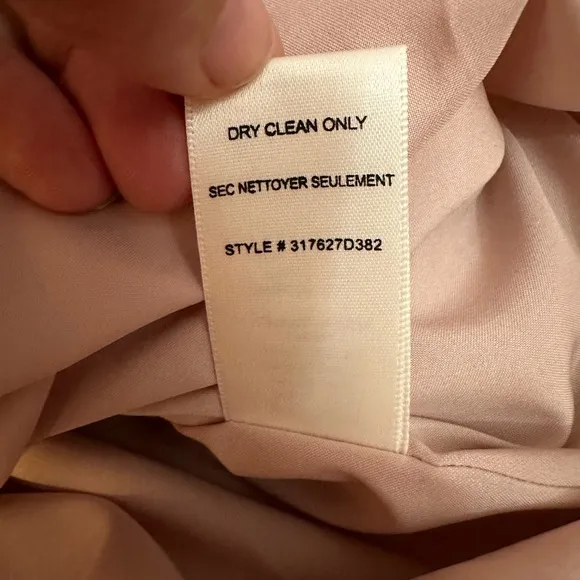 DRY CLEAN ONLY
SEC NETTOYER SEULEMENT
STYLE # 317627D382